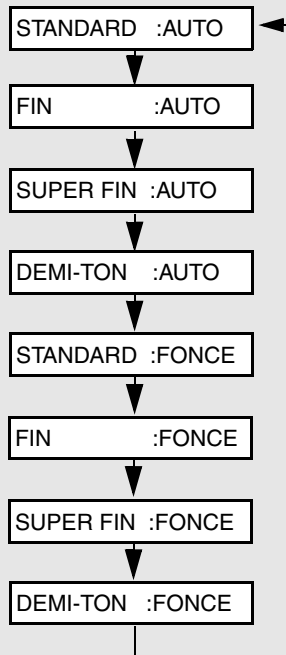 STANDARD :AUTO
FIN :AUTO
SUPER FIN :AUTO
DEMI-TON :AUTO
STANDARD :FONCE
FIN :FONCE
SUPER FIN :FONCE
DEMI-TON :FONCE